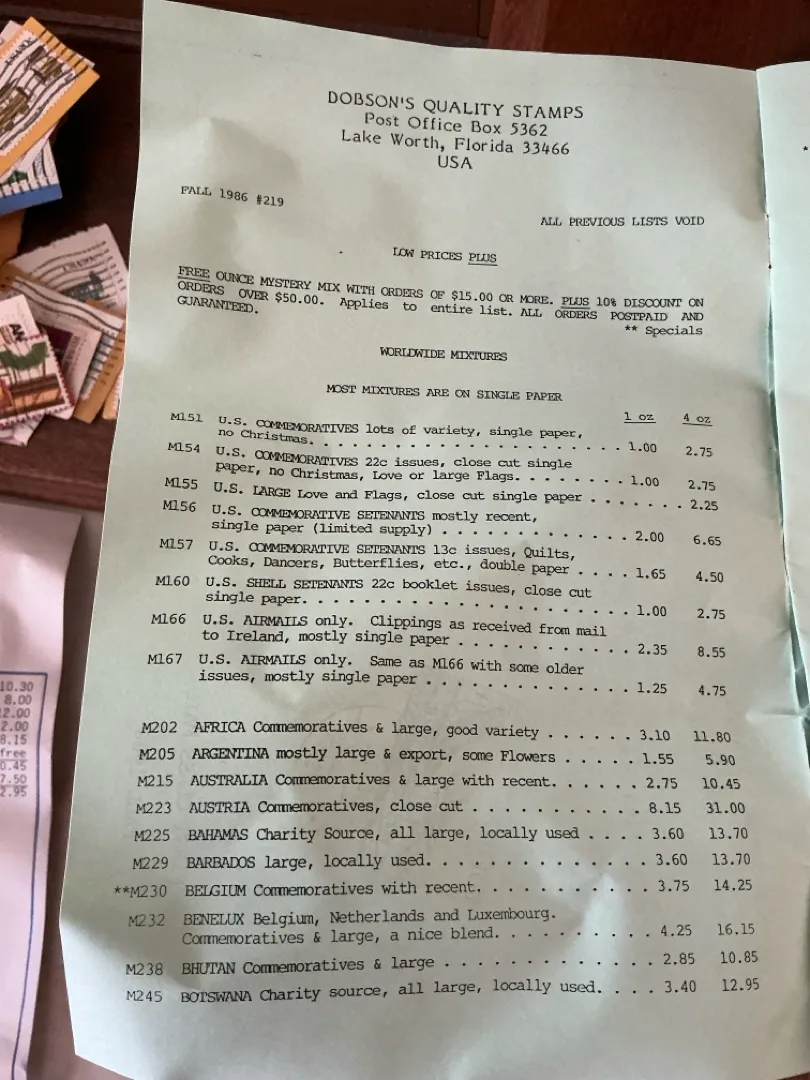 DOBSON'S QUALITY STAMPS
Post Office Box 5362
Lake Worth, Florida 33466
USA
FALL 1986 #219
ALL PREVIOUS LISTS VOID
LOW PRICES PLUS
FREE OUNCE MYSTERY MIX WITH ORDERS OF $15.00 OR MORE. PLUS 10% DISCOUNT ON
ORDERS OVER $50.00. Applies to entire list. ALL ORDERS POSTPAID AND
GUARANTEED.
** Specials
WORLDWIDE MIXTURES
MOST MIXTURES ARE ON SINGLE PAPER
1 oz 4 oz
M151 U.S. COMMEMORATIVES lots of variety, single paper,
no Christmas. . . . . . . . . . . . . . . . . . . . . . 1.00 2.75
M154 U.S. COMMEMORATIVES 22c issues, close cut single
paper, no Christmas, Love or large Flags. . . . . . . . 1.00 2.75
M155 U.S. LARGE Love and Flags, close cut single paper . . . . . . . 2.25
M156 U.S. COMMEMORATIVE SETENANTS mostly recent,
single paper (limited supply) . . . . . . . . . . . . . 2.00 6.65
M157 U.S. COMMEMORATIVE SETENANTS 13c issues, Quilts,
Cooks, Dancers, Butterflies, etc., double paper . . . . 1.65 4.50
M160 U.S. SHELL SETENANTS 22c booklet issues, close cut
single paper. . . . . . . . . . . . . . . . . . . . . . 1.00 2.75
M166 U.S. AIRMAILS only. Clippings as received from mail
to Ireland, mostly single paper . . . . . . . . . . . . 2.35 8.55
M167 U.S. AIRMAILS only. Same as M166 with some older
issues, mostly single paper . . . . . . . . . . . . . . 1.25 4.75
M202 AFRICA Commemoratives & large, good variety . . . . . . 3.10 11.80
M205 ARGENTINA mostly large & export, some Flowers . . . . . 1.55 5.90
M215 AUSTRALIA Commemoratives & large with recent. . . . . . 2.75 10.45
M223 AUSTRIA Commemoratives, close cut . . . . . . . . . . . 8.15 31.00
M225 BAHAMAS Charity Source, all large, locally used . . . . 3.60 13.70
M229 BARBADOS large, locally used. . . . . . . . . . . . . . 3.60 13.70
**M230 BELGIUM Commemoratives with recent. . . . . . . . . . . 3.75 14.25
M232 BENELUX Belgium, Netherlands and Luxembourg.
Commemoratives & large, a nice blend. . . . . . . . . . 4.25 16.15
M238 BHUTAN Commemoratives & large . . . . . . . . . . . . . 2.85 10.85
M245 BOTSWANA Charity source, all large, locally used. . . . 3.40 12.95
10.30
8.00
2.00
2.00
8.15
free
0.45
7.50
2.95